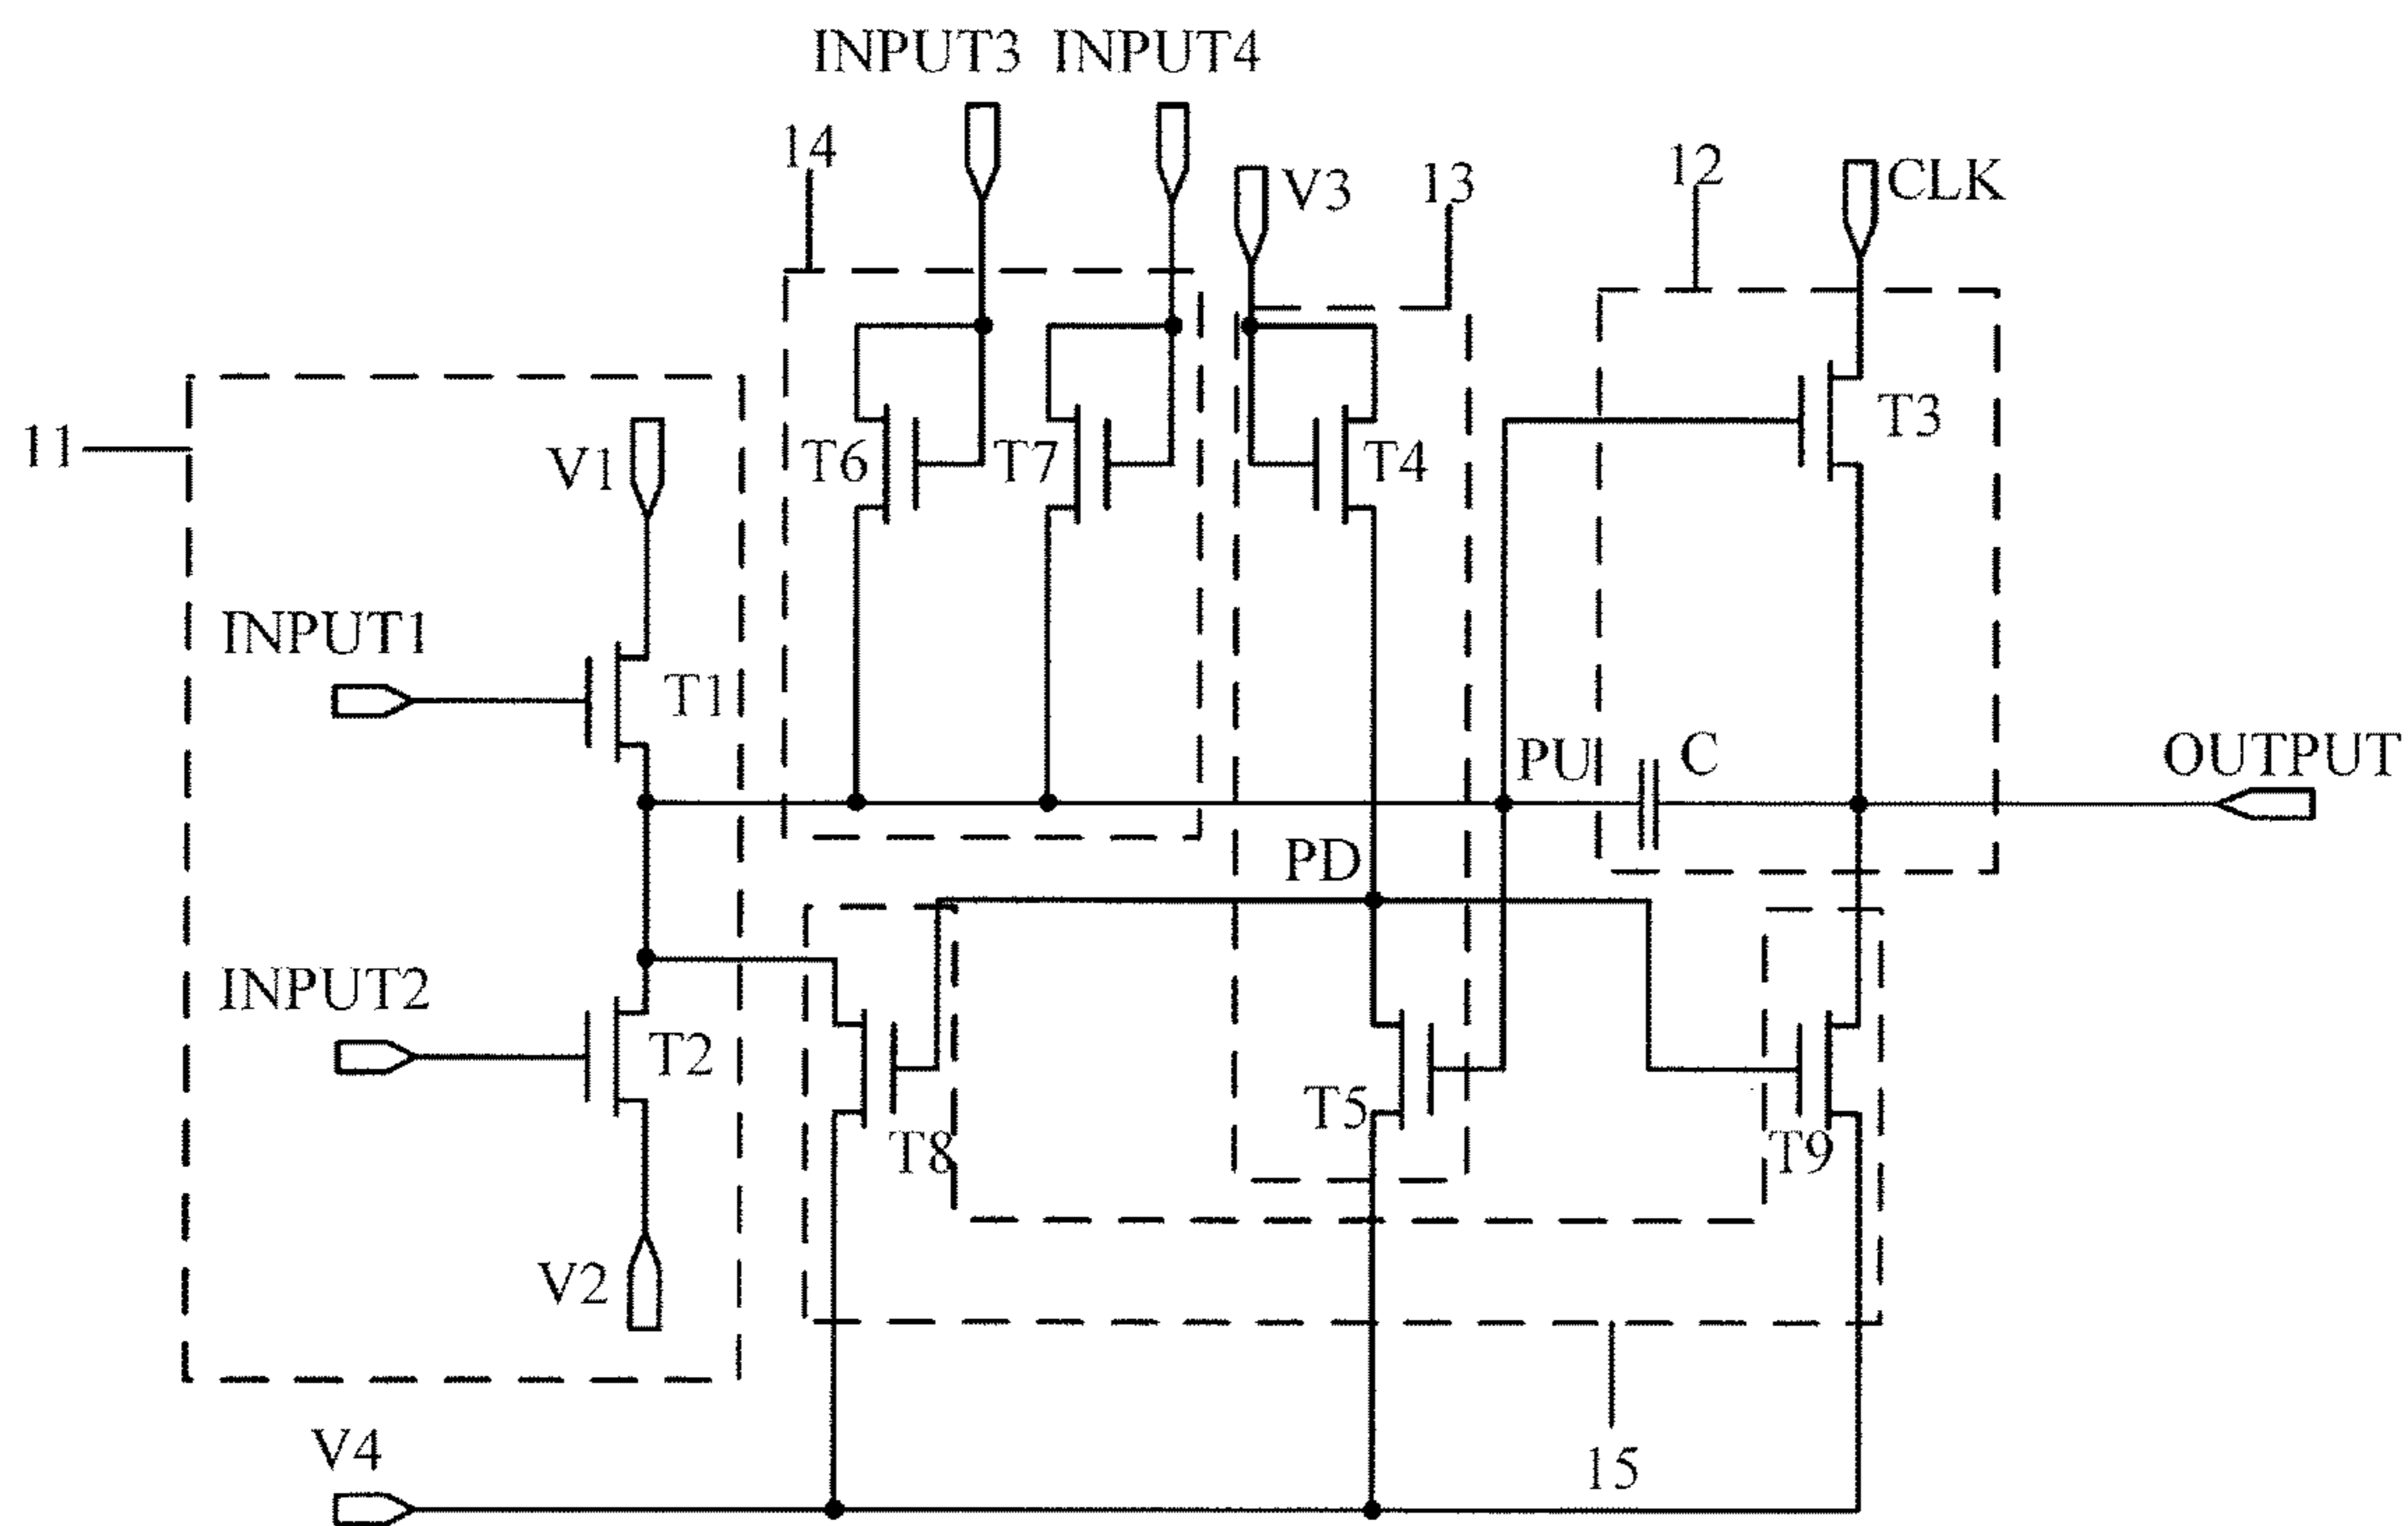 INPUT3 INPUT4
14
V3
13
12
CLK
11
V1
T6
T7
T4
T3
INPUT1
T1
PU
C
OUTPUT
PD
INPUT2
T2
T8
T5
T9
V2
V4
15